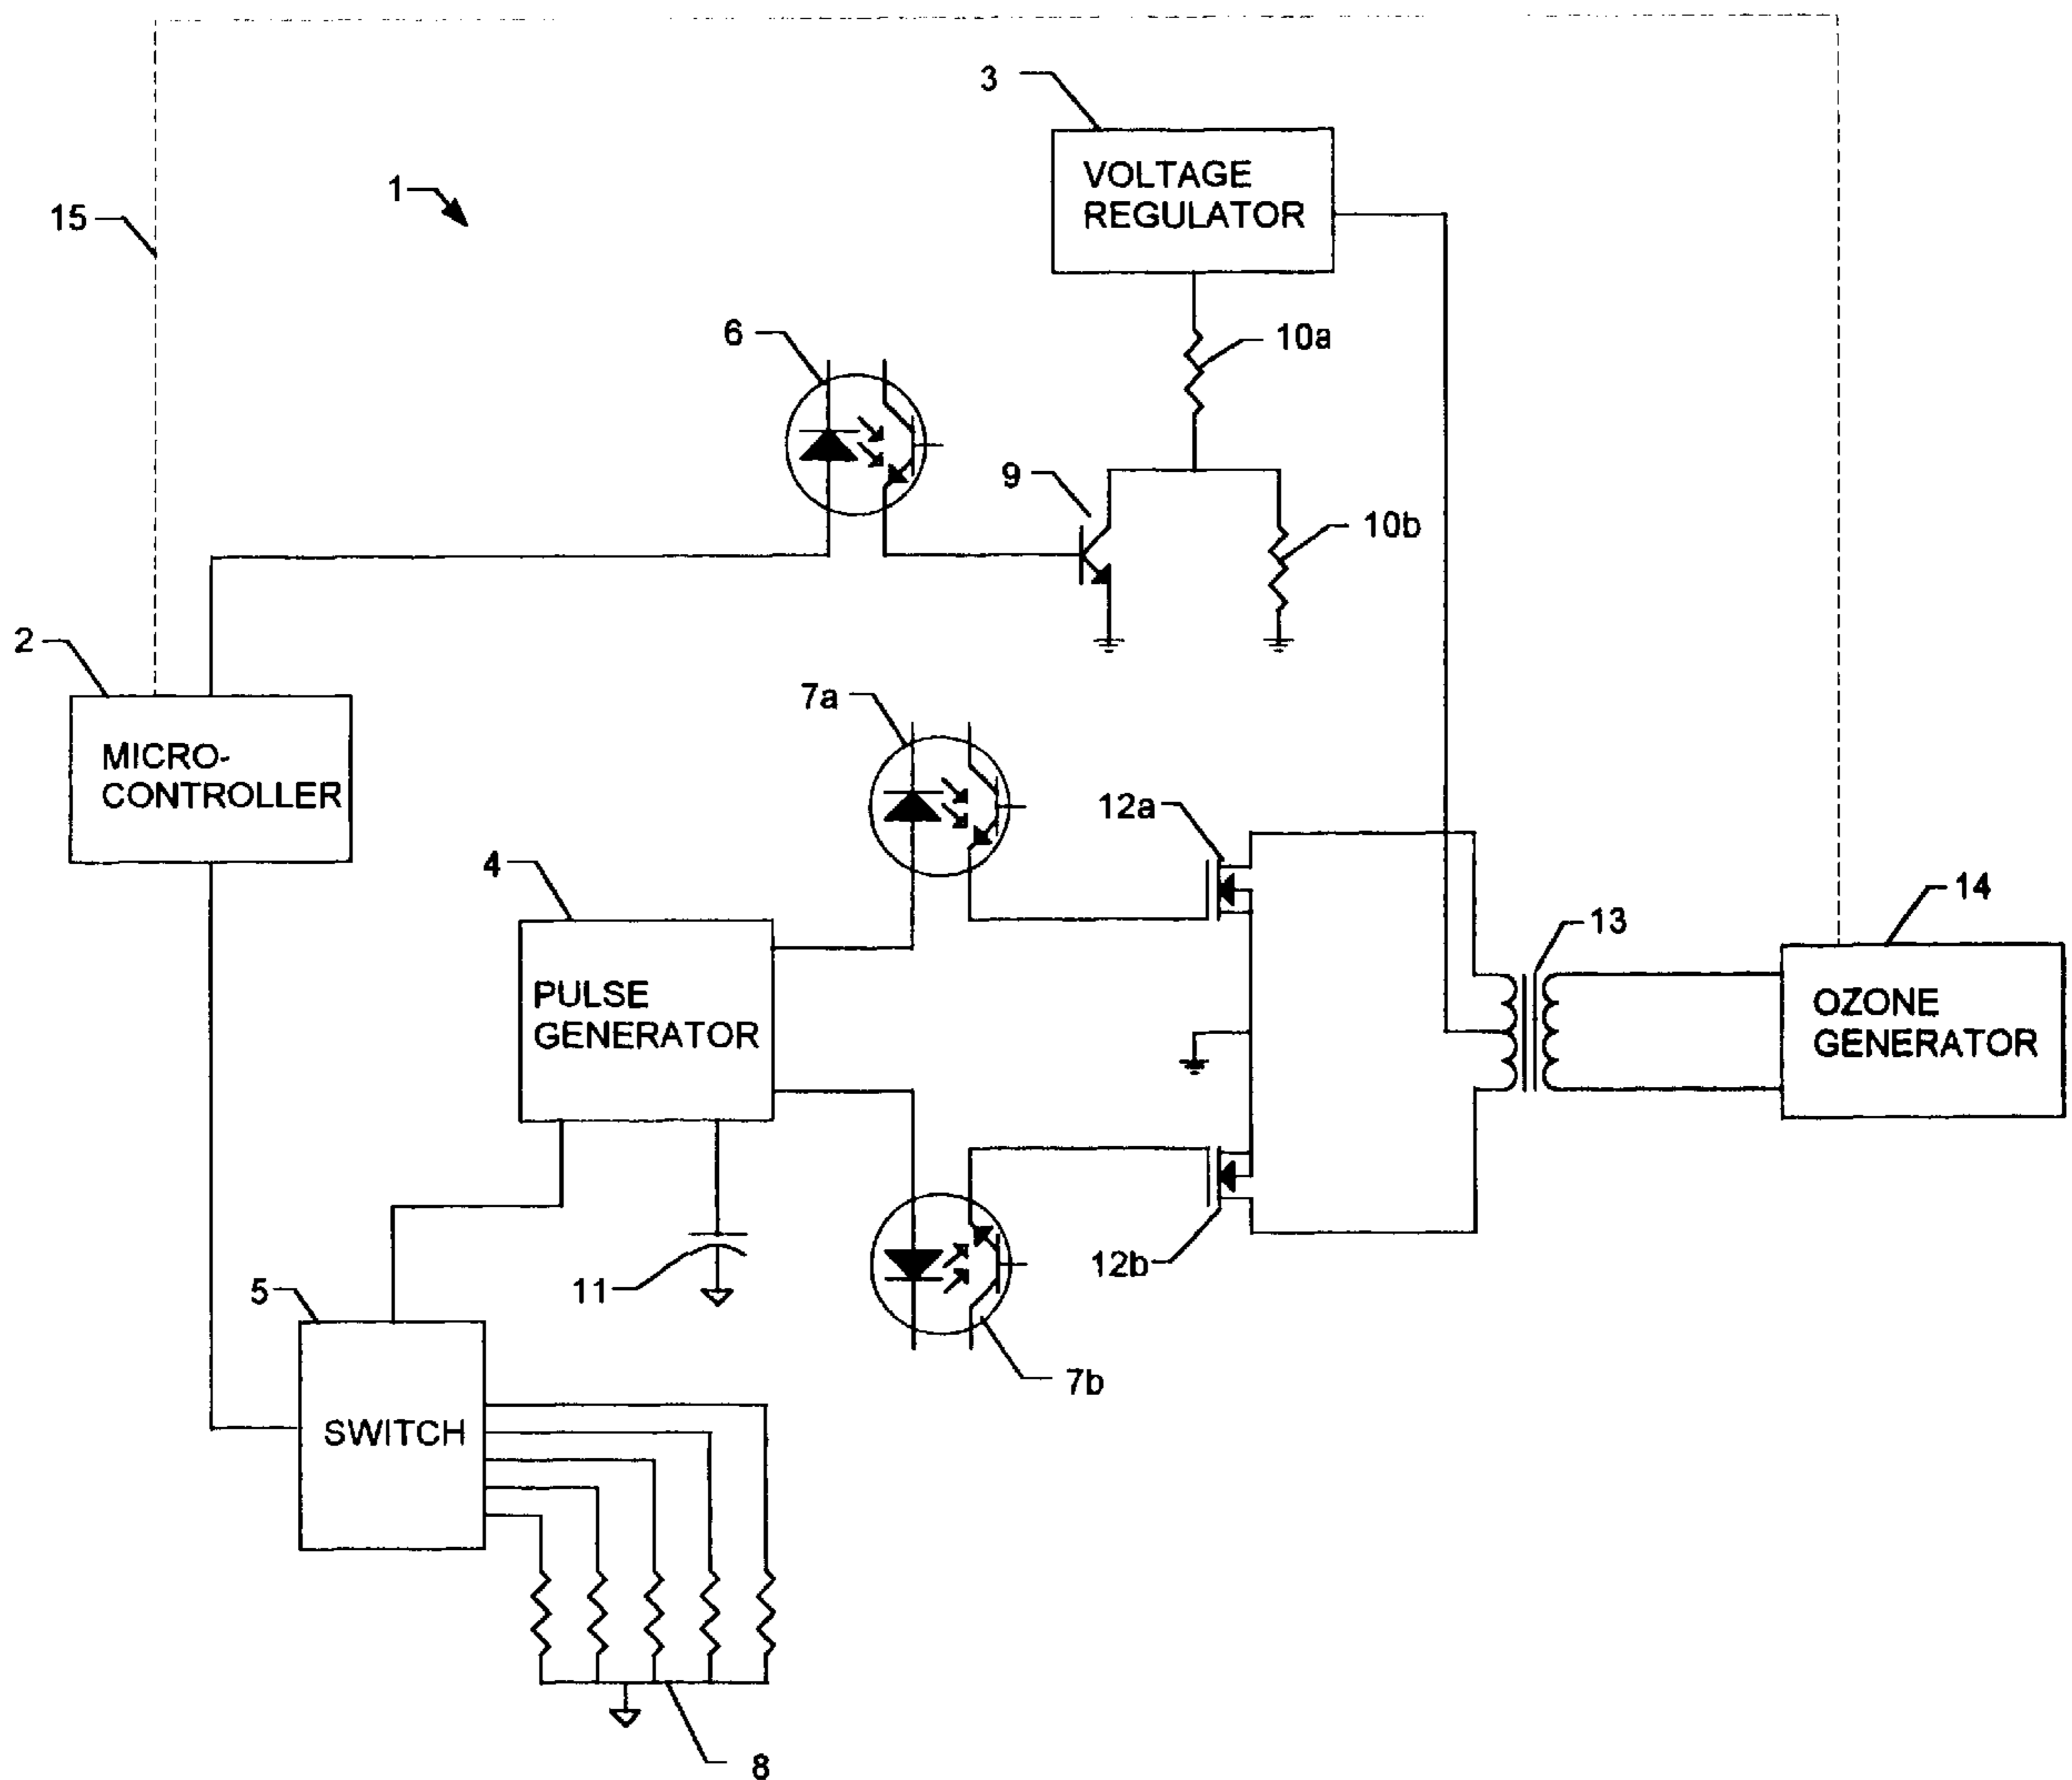 3
VOLTAGE
REGULATOR
1
15
6
10a
9
10b
2
MICRO-
CONTROLLER
7a
12a
4
14
13
PULSE
GENERATOR
OZONE
GENERATOR
11
12b
5
7b
SWITCH
8